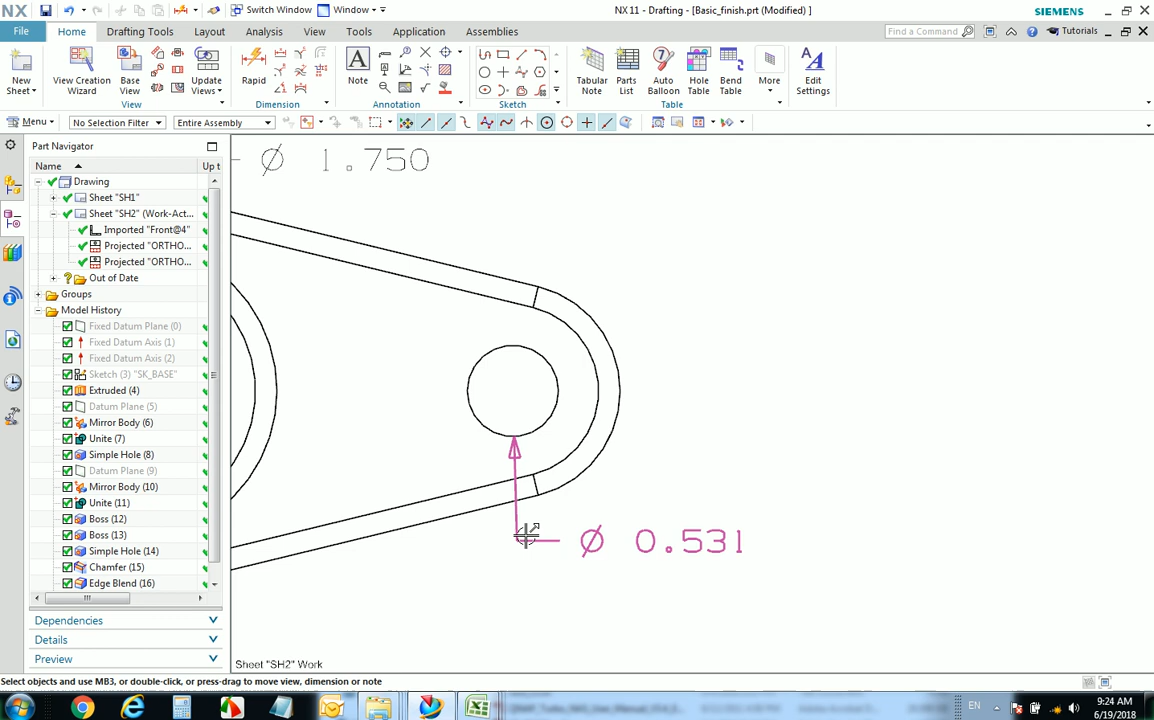 NX
Switch Window
Window
NX 11 - Drafting - [Basic_finish.prt (Modified) ]
SIEMENS
File
Home
Drafting Tools
Layout
Analysis
View
Tools
Application
Assemblies
Find a Command
Tutorials
New Sheet
View Creation Wizard
Base View
Update Views
Rapid
Note
Tabular Note
Parts List
Auto Balloon
Hole Table
Bend Table
More
Edit Settings
View
Dimension
Annotation
Sketch
Table
Menu
No Selection Filter
Entire Assembly
Part Navigator
Name
Up t
Drawing
Sheet "SH1"
Sheet "SH2" (Work-Act...
Imported "Front@4"
Projected "ORTHO...
Projected "ORTHO...
Out of Date
Groups
Model History
Fixed Datum Plane (0)
Fixed Datum Axis (1)
Fixed Datum Axis (2)
Sketch (3) "SK_BASE"
Extruded (4)
Datum Plane (5)
Mirror Body (6)
Unite (7)
Simple Hole (8)
Datum Plane (9)
Mirror Body (10)
Unite (11)
Boss (12)
Boss (13)
Simple Hole (14)
Chamfer (15)
Edge Blend (16)
Dependencies
Details
Preview
Ø 1.750
Ø 0.531
Sheet "SH2" Work
Select objects and use MB3, or double-click, or press-drag to move view, dimension or note
EN
9:24 AM
6/19/2018